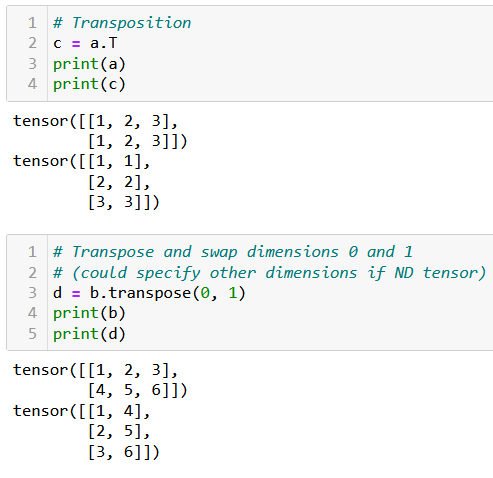 1 # Transposition
2 c = a.T
3 print(a)
4 print(c)
tensor([[1, 2, 3],
        [1, 2, 3]])
tensor([[1, 1],
        [2, 2],
        [3, 3]])
1 # Transpose and swap dimensions 0 and 1
2 # (could specify other dimensions if ND tensor)
3 d = b.transpose(0, 1)
4 print(b)
5 print(d)
tensor([[1, 2, 3],
        [4, 5, 6]])
tensor([[1, 4],
        [2, 5],
        [3, 6]])